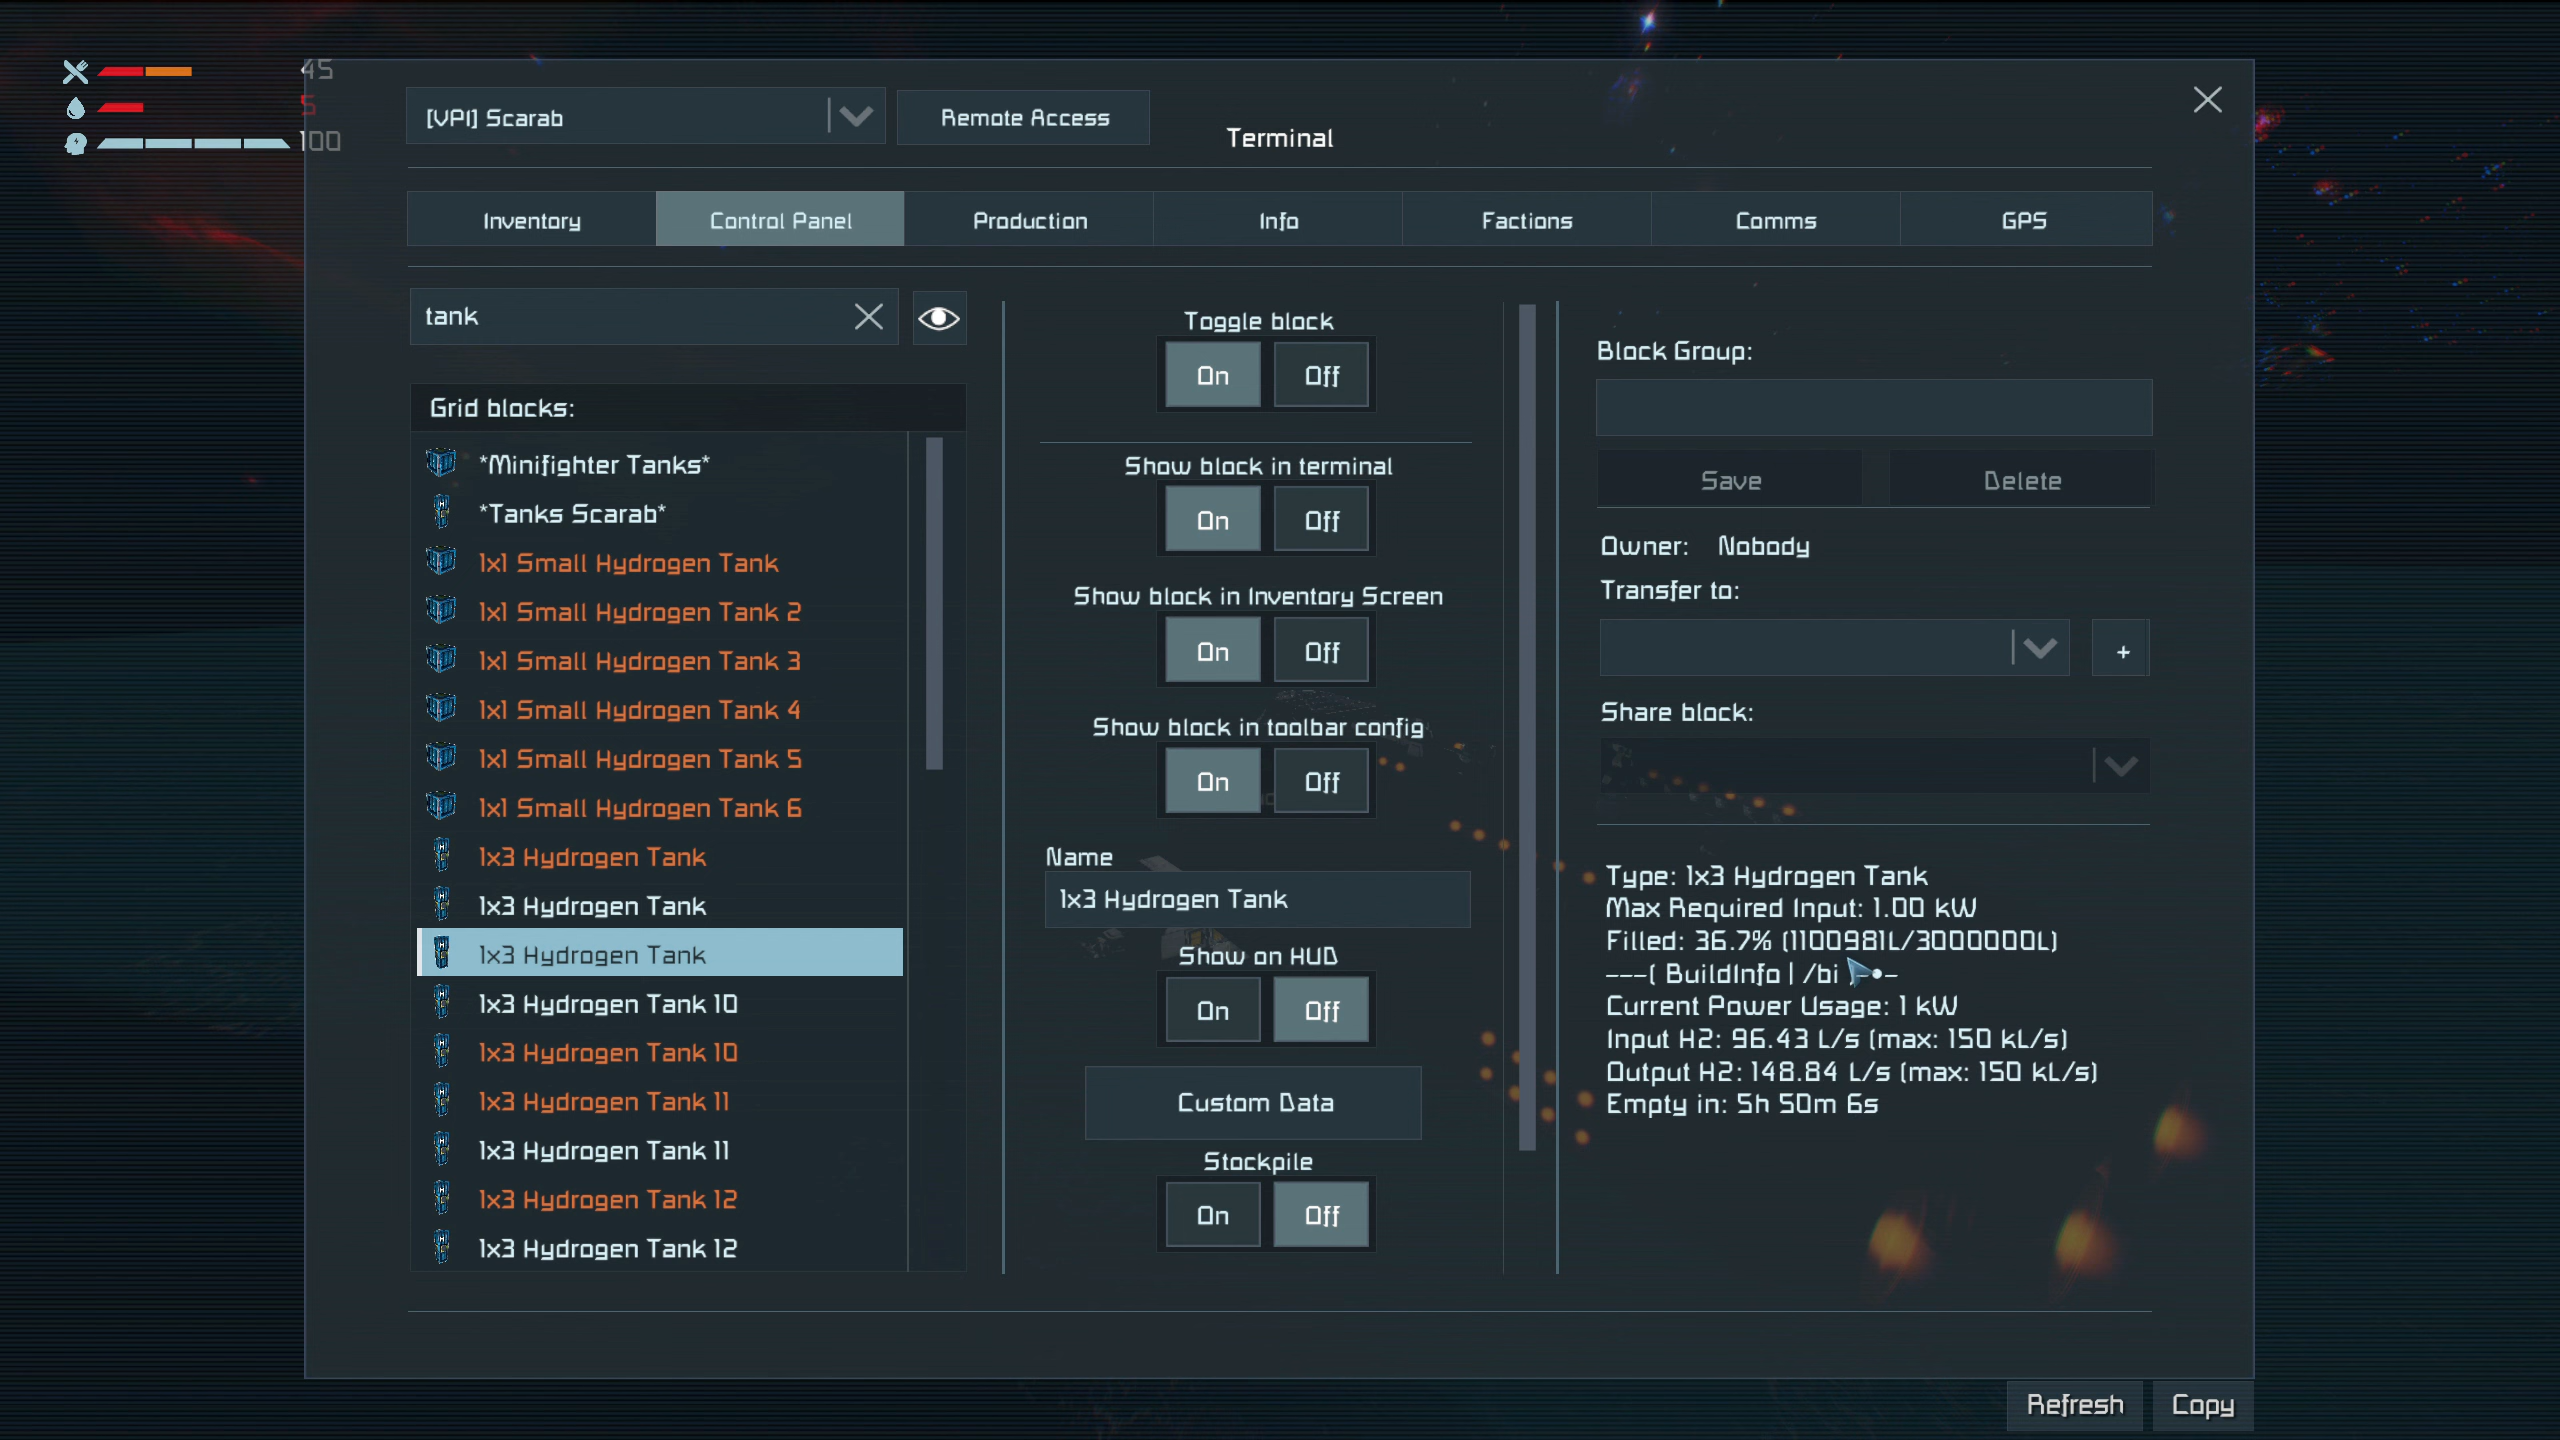 45
5
100
[VPI] Scarab
Remote Access
Terminal
Inventory
Control Panel
Production
Info
Factions
Comms
GPS
tank
Grid blocks:
*Minifighter Tanks*
*Tanks Scarab*
1x1 Small Hydrogen Tank
1x1 Small Hydrogen Tank 2
1x1 Small Hydrogen Tank 3
1x1 Small Hydrogen Tank 4
1x1 Small Hydrogen Tank 5
1x1 Small Hydrogen Tank 6
1x3 Hydrogen Tank
1x3 Hydrogen Tank
1x3 Hydrogen Tank
1x3 Hydrogen Tank 10
1x3 Hydrogen Tank 10
1x3 Hydrogen Tank 11
1x3 Hydrogen Tank 11
1x3 Hydrogen Tank 12
1x3 Hydrogen Tank 12
Toggle block
On Off
Show block in terminal
On Off
Show block in Inventory Screen
On Off
Show block in toolbar config
On Off
Name
1x3 Hydrogen Tank
Show on HUD
On Off
Custom Data
Stockpile
On Off
Block Group:
Save
Delete
Owner: Nobody
Transfer to:
+
Share block:
Type: 1x3 Hydrogen Tank
Max Required Input: 1.00 kW
Filled: 36.7% (1100981L/3000000L)
---( BuildInfo | /bi )-•-
Current Power Usage: 1 kW
Input H2: 96.43 L/s (max: 150 kL/s)
Output H2: 148.84 L/s (max: 150 kL/s)
Empty in: 5h 50m 6s
Refresh
Copy